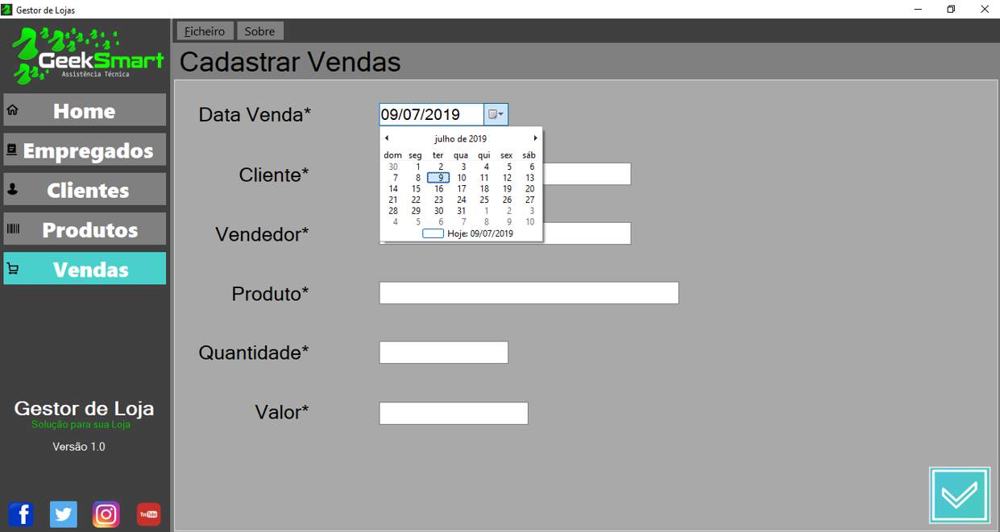 Gestor de Lojas
GeekSmart
Assistência Técnica
Home
Empregados
Clientes
Produtos
Vendas
Gestor de Loja
Solução para sua Loja
Versão 1.0
f
You Tube
Ficheiro Sobre
Cadastrar Vendas
Data Venda* 09/07/2019
julho de 2019
dom seg ter qua qui sex sáb
30 1 2 3 4 5 6
7 8 9 10 11 12 13
14 15 16 17 18 19 20
21 22 23 24 25 26 27
28 29 30 31 1 2 3
4 5 6 7 8 9 10
Hoje: 09/07/2019
Cliente*
Vendedor*
Produto*
Quantidade*
Valor*